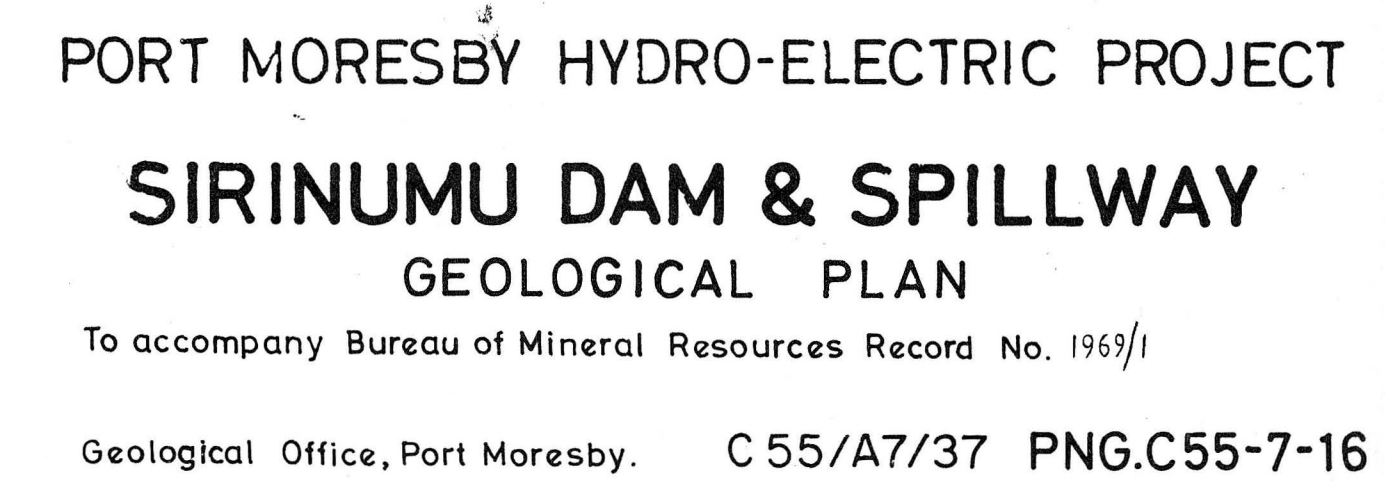 PORT MORESBY HYDRO-ELECTRIC PROJECT
SIRINUMU DAM & SPILLWAY
GEOLOGICAL PLAN
To accompany Bureau of Mineral Resources Record No. 1969/1
Geological Office, Port Moresby. C 55/A7/37 PNG.C55-7-16